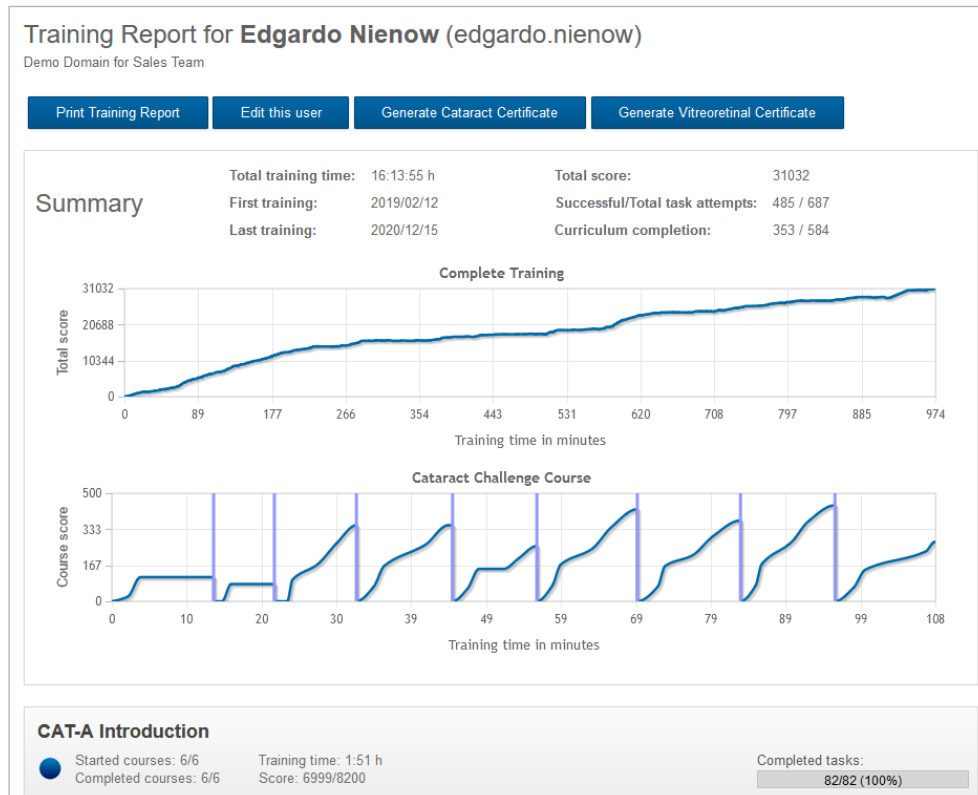 Training Report for Edgardo Nienow (edgardo.nienow)
Demo Domain for Sales Team
Print Training Report Edit this user Generate Cataract Certificate Generate Vitreoretinal Certificate
Summary
Total training time: 16:13:55 h Total score: 31032
First training: 2019/02/12 Successful/Total task attempts: 485 / 687
Last training: 2020/12/15 Curriculum completion: 353 / 584
Complete Training
Total score
31032
20688
10344
0
0 89 177 266 354 443 531 620 708 797 885 974
Training time in minutes
Cataract Challenge Course
Course score
500
333
167
0
0 10 20 30 39 49 59 69 79 89 99 108
Training time in minutes
CAT-A Introduction
Started courses: 6/6 Training time: 1:51 h Completed tasks:
Completed courses: 6/6 Score: 6999/8200 82/82 (100%)